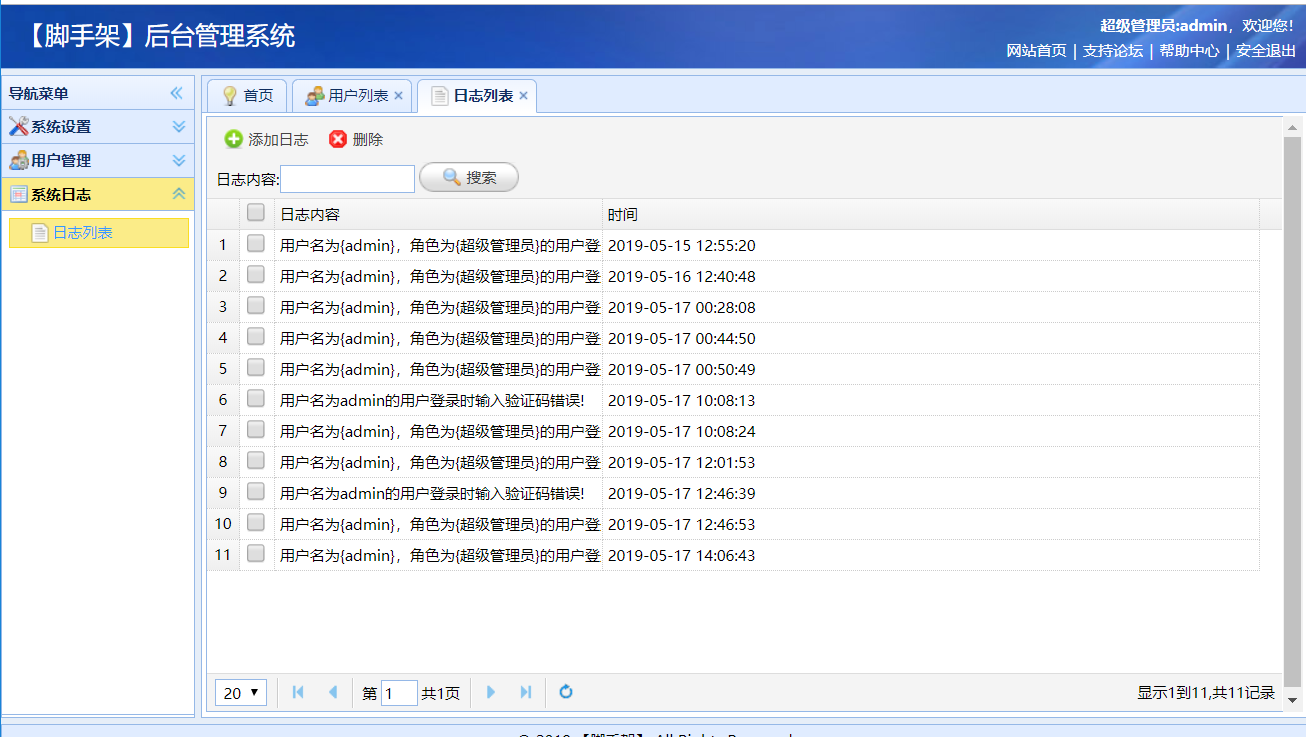 【脚手架】后台管理系统
超级管理员:admin，欢迎您!
网站首页 | 支持论坛 | 帮助中心 | 安全退出
导航菜单
系统设置
用户管理
系统日志
日志列表
首页 用户列表 日志列表
添加日志 删除
日志内容: 搜索
日志内容 时间
1 用户名为{admin}，角色为{超级管理员}的用户登 2019-05-15 12:55:20
2 用户名为{admin}，角色为{超级管理员}的用户登 2019-05-16 12:40:48
3 用户名为{admin}，角色为{超级管理员}的用户登 2019-05-17 00:28:08
4 用户名为{admin}，角色为{超级管理员}的用户登 2019-05-17 00:44:50
5 用户名为{admin}，角色为{超级管理员}的用户登 2019-05-17 00:50:49
6 用户名为admin的用户登录时输入验证码错误! 2019-05-17 10:08:13
7 用户名为{admin}，角色为{超级管理员}的用户登 2019-05-17 10:08:24
8 用户名为{admin}，角色为{超级管理员}的用户登 2019-05-17 12:01:53
9 用户名为admin的用户登录时输入验证码错误! 2019-05-17 12:46:39
10 用户名为{admin}，角色为{超级管理员}的用户登 2019-05-17 12:46:53
11 用户名为{admin}，角色为{超级管理员}的用户登 2019-05-17 14:06:43
20 第 1 共1页 显示1到11,共11记录
© 2019 【脚手架】 All Rights Reserved